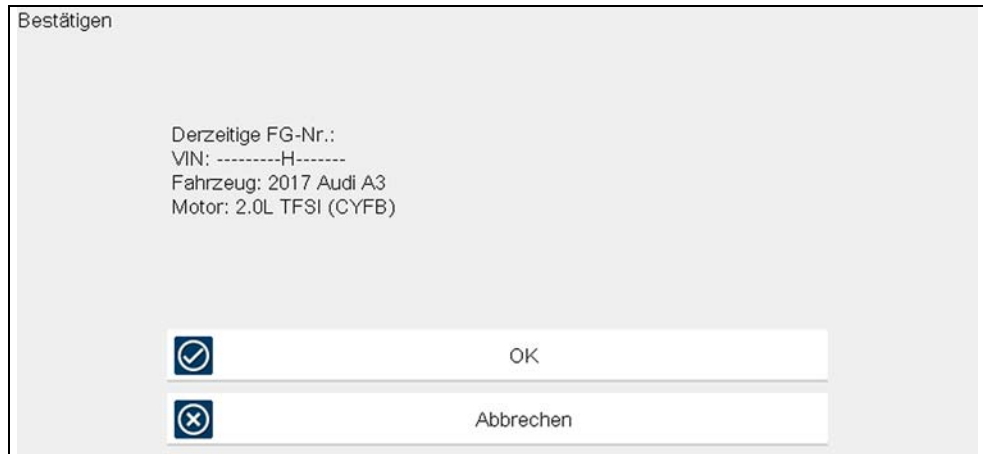 Bestätigen
Derzeitige FG-Nr.:
VIN: ---------H-------
Fahrzeug: 2017 Audi A3
Motor: 2.0L TFSI (CYFB)
OK
Abbrechen